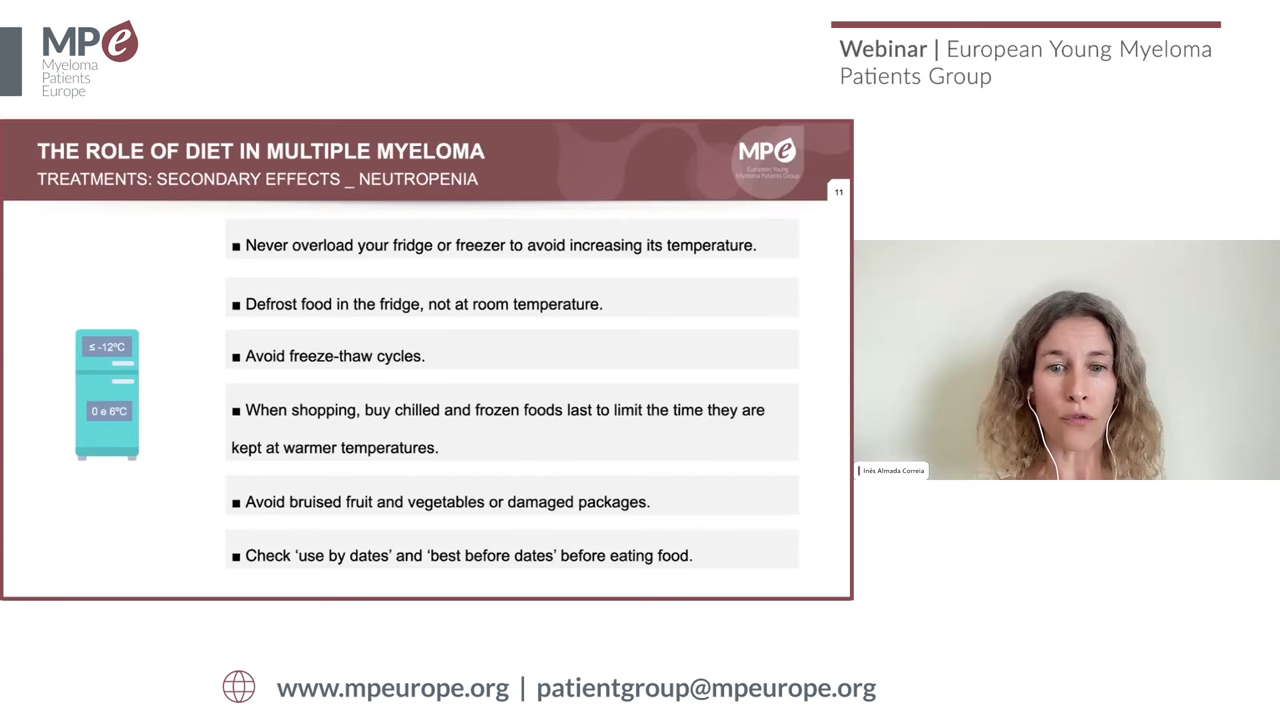 MPe
Myeloma
Patients
Europe
Webinar | European Young Myeloma
Patients Group
THE ROLE OF DIET IN MULTIPLE MYELOMA
TREATMENTS: SECONDARY EFFECTS _ NEUTROPENIA
MPe
European Young
Myeloma Patients Group
11
■ Never overload your fridge or freezer to avoid increasing its temperature.
■ Defrost food in the fridge, not at room temperature.
■ Avoid freeze-thaw cycles.
■ When shopping, buy chilled and frozen foods last to limit the time they are
kept at warmer temperatures.
■ Avoid bruised fruit and vegetables or damaged packages.
■ Check ‘use by dates’ and ‘best before dates’ before eating food.
≤ -12ºC
0 e 6ºC
Inês Almada Correia
www.mpeurope.org | patientgroup@mpeurope.org